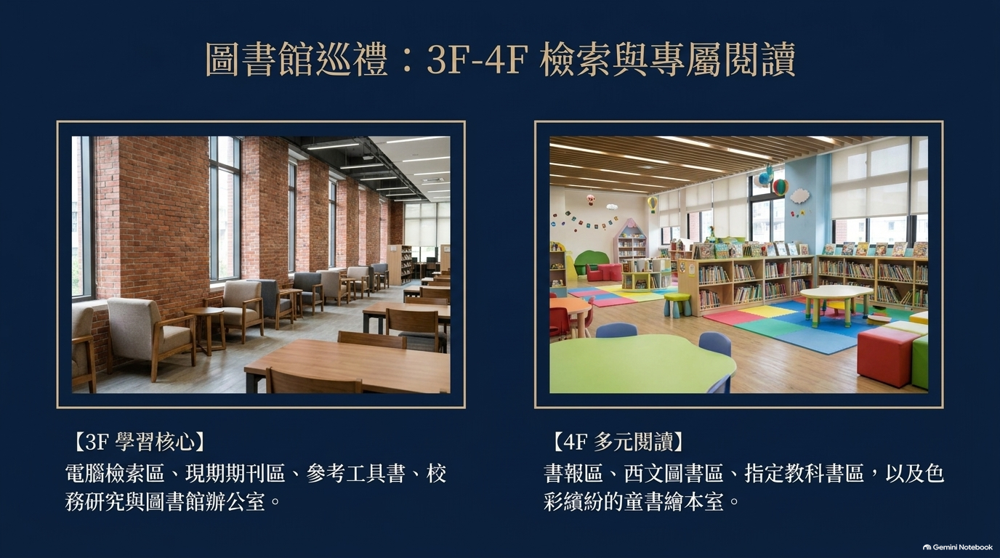 圖書館巡禮：3F-4F 檢索與專屬閱讀
【3F 學習核心】
電腦檢索區、現期期刊區、參考工具書、校
務研究與圖書館辦公室。
【4F 多元閱讀】
書報區、西文圖書區、指定教科書區，以及色
彩繽紛的童書繪本室。
Gemini Notebook